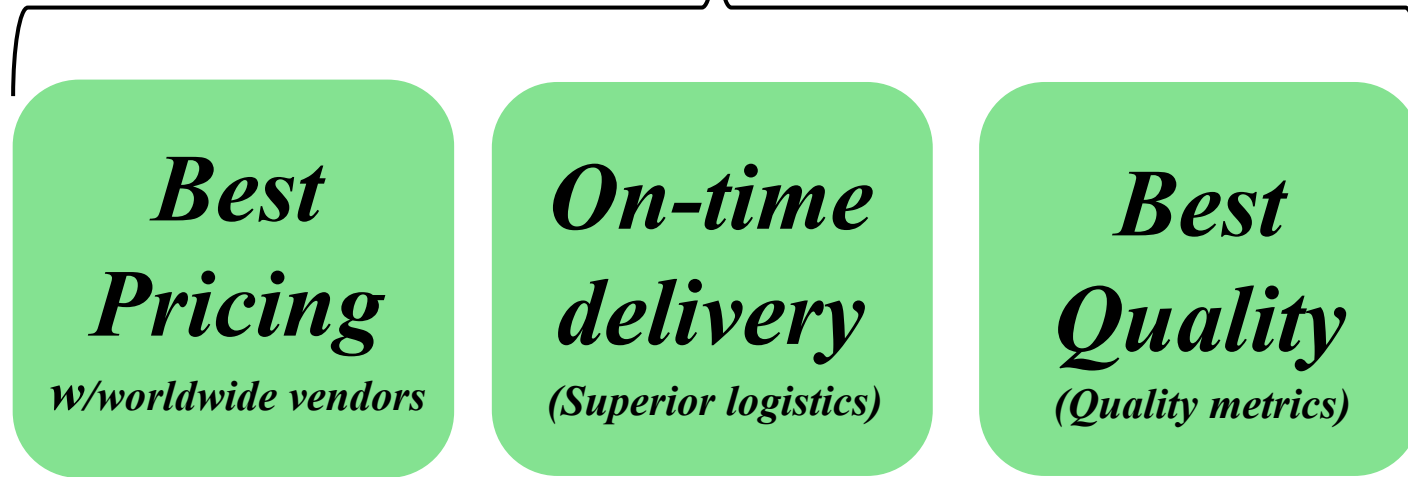 Best
Pricing
W/worldwide vendors
On-time
delivery
(Superior logistics)
Best
Quality
(Quality metrics)